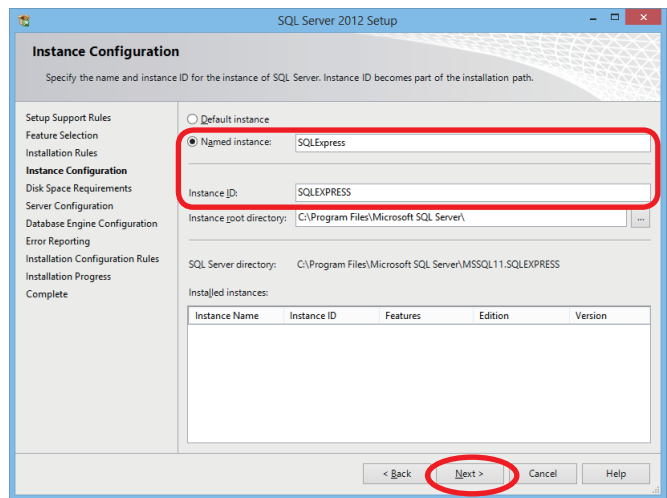 SQL Server 2012 Setup
Instance Configuration
Specify the name and instance ID for the instance of SQL Server. Instance ID becomes part of the installation path.
Setup Support Rules
Feature Selection
Installation Rules
Instance Configuration
Disk Space Requirements
Server Configuration
Database Engine Configuration
Error Reporting
Installation Configuration Rules
Installation Progress
Complete
Default instance
Named instance: SQLExpress
Instance ID: SQLEXPRESS
Instance root directory: C:\Program Files\Microsoft SQL Server\ ...
SQL Server directory: C:\Program Files\Microsoft SQL Server\MSSQL11.SQLEXPRESS
Installed instances:
Instance Name Instance ID Features Edition Version
< Back Next > Cancel Help